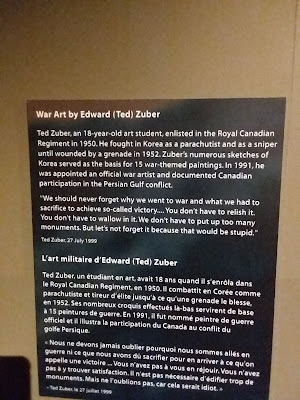 War Art by Edward (Ted) Zuber
Ted Zuber, an 18-year-old art student, enlisted in the Royal Canadian
Regiment in 1950. He fought in Korea as a parachutist and as a sniper
until wounded by a grenade in 1952. Zuber's numerous sketches of
Korea served as the basis for 15 war-themed paintings. In 1991, he
was appointed an official war artist and documented Canadian
participation in the Persian Gulf conflict.
"We should never forget why we went to war and what we had to
sacrifice to achieve so-called victory.... You don't have to relish it.
You don't have to wallow in it. We don't have to put up too many
monuments. But let's not forget it because that would be stupid."
Ted Zuber, 27 July 1999
L'art militaire d'Edward (Ted) Zuber
Ted Zuber, un étudiant en art, avait 18 ans quand il s'enrôla dans
le Royal Canadian Regiment, en 1950. Il combattit en Corée comme
parachutiste et tireur d'élite jusqu'à ce qu'une grenade le blesse,
en 1952. Ses nombreux croquis effectués là-bas servirent de base
à 15 peintures de guerre. En 1991, il fut nommé peintre de guerre
officiel et il illustra la participation du Canada au conflit du
golfe Persique.
« Nous ne devons jamais oublier pourquoi nous sommes allés en
guerre ni ce que nous avons dû sacrifier pour en arriver à ce qu'on
appelle une victoire ... Vous n'avez pas à vous en réjouir. Vous n'avez
pas à y trouver satisfaction. Il n'est pas nécessaire d'édifier trop de
monuments. Mais ne l'oublions pas, car cela serait idiot. »
– Ted Zuber, le 27 juillet 1999